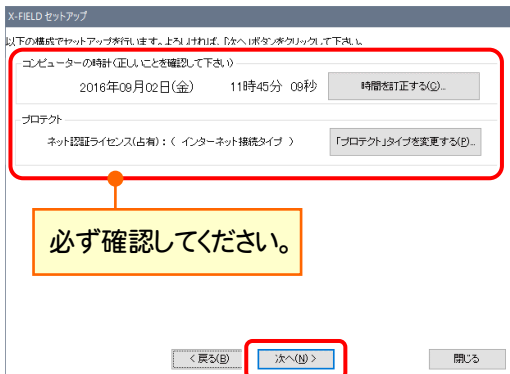 X-FIELD セットアップ
以下の構成でセットアップを行います。よろしければ、「次へ」ボタンをクリックして下さい。
コンピューターの時計(正しいことを確認して下さい)
2016年09月02日(金) 11時45分 09秒 時間を訂正する(C)...
プロテクト
ネット認証ライセンス(占有):( インターネット接続タイプ ) 「プロテクト」タイプを変更する(P)...
必ず確認してください。
< 戻る(B) 次へ(N) > 閉じる